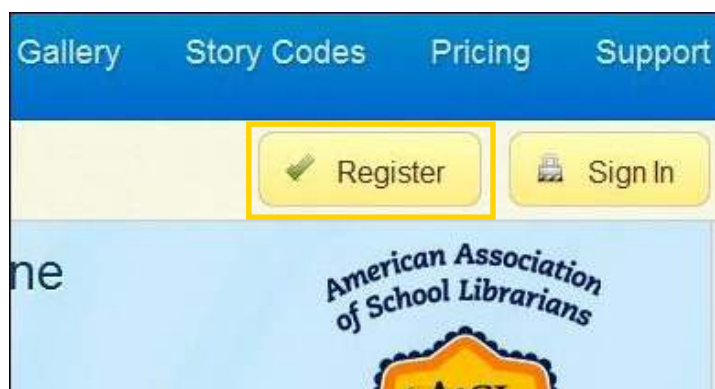 Gallery Story Codes Pricing Support
Register Sign In
ne
American Association
of School Librarians